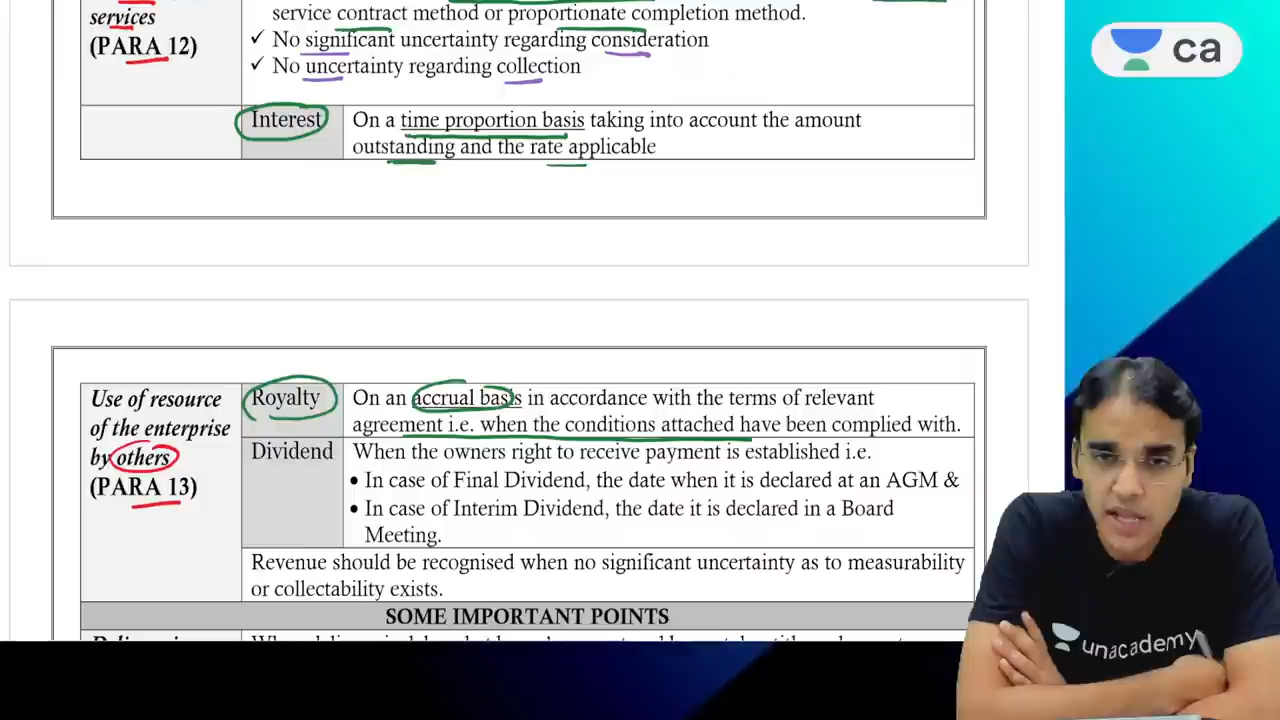 services
(PARA 12)
service contract method or proportionate completion method.
✓ No significant uncertainty regarding consideration
✓ No uncertainty regarding collection
Interest
On a time proportion basis taking into account the amount
outstanding and the rate applicable
Use of resource
of the enterprise
by others
(PARA 13)
Royalty
On an accrual basis in accordance with the terms of relevant
agreement i.e. when the conditions attached have been complied with.
Dividend
When the owners right to receive payment is established i.e.
• In case of Final Dividend, the date when it is declared at an AGM &
• In case of Interim Dividend, the date it is declared in a Board
Meeting.
Revenue should be recognised when no significant uncertainty as to measurability
or collectability exists.
SOME IMPORTANT POINTS
ca
unacademy